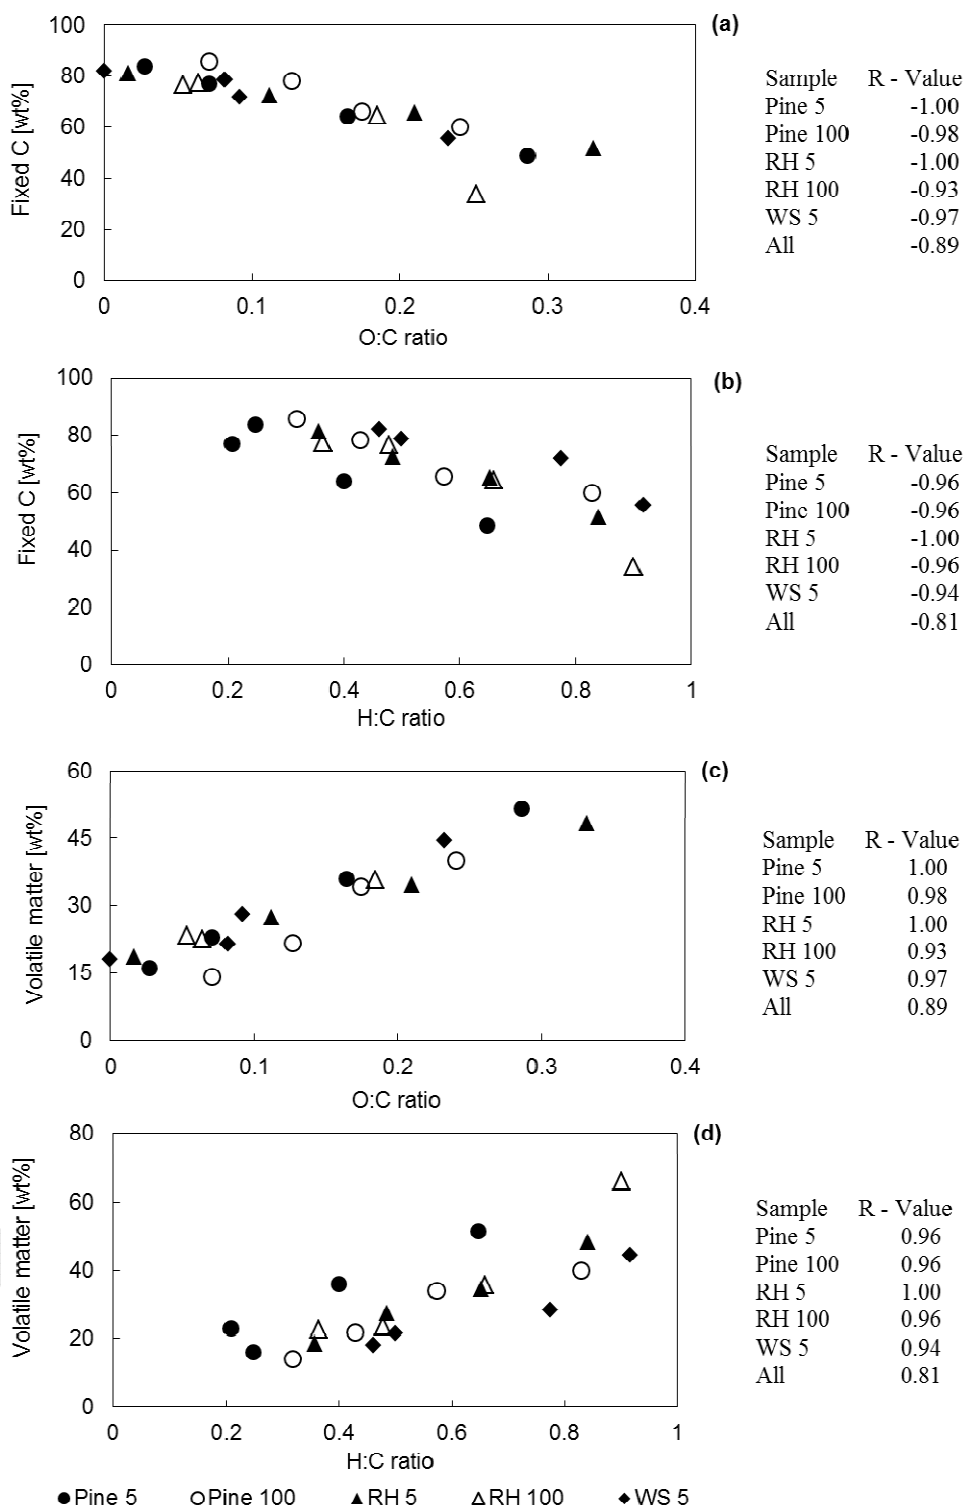 (a)
100
80
60
40
20
0
Fixed C [wt%]
0 0.1 0.2 0.3 0.4
O:C ratio
Sample R - Value
Pine 5 -1.00
Pine 100 -0.98
RH 5 -1.00
RH 100 -0.93
WS 5 -0.97
All -0.89
(b)
100
80
60
40
20
0
Fixed C [wt%]
0 0.2 0.4 0.6 0.8 1
H:C ratio
Sample R - Value
Pine 5 -0.96
Pine 100 -0.96
RH 5 -1.00
RH 100 -0.96
WS 5 -0.94
All -0.81
(c)
60
45
30
15
0
Volatile matter [wt%]
0 0.1 0.2 0.3 0.4
O:C ratio
Sample R - Value
Pine 5 1.00
Pine 100 0.98
RH 5 1.00
RH 100 0.93
WS 5 0.97
All 0.89
(d)
80
60
40
20
0
Volatile matter [wt%]
0 0.2 0.4 0.6 0.8 1
H:C ratio
Sample R - Value
Pine 5 0.96
Pine 100 0.96
RH 5 1.00
RH 100 0.96
WS 5 0.94
All 0.81
Pine 5 Pine 100 RH 5 RH 100 WS 5